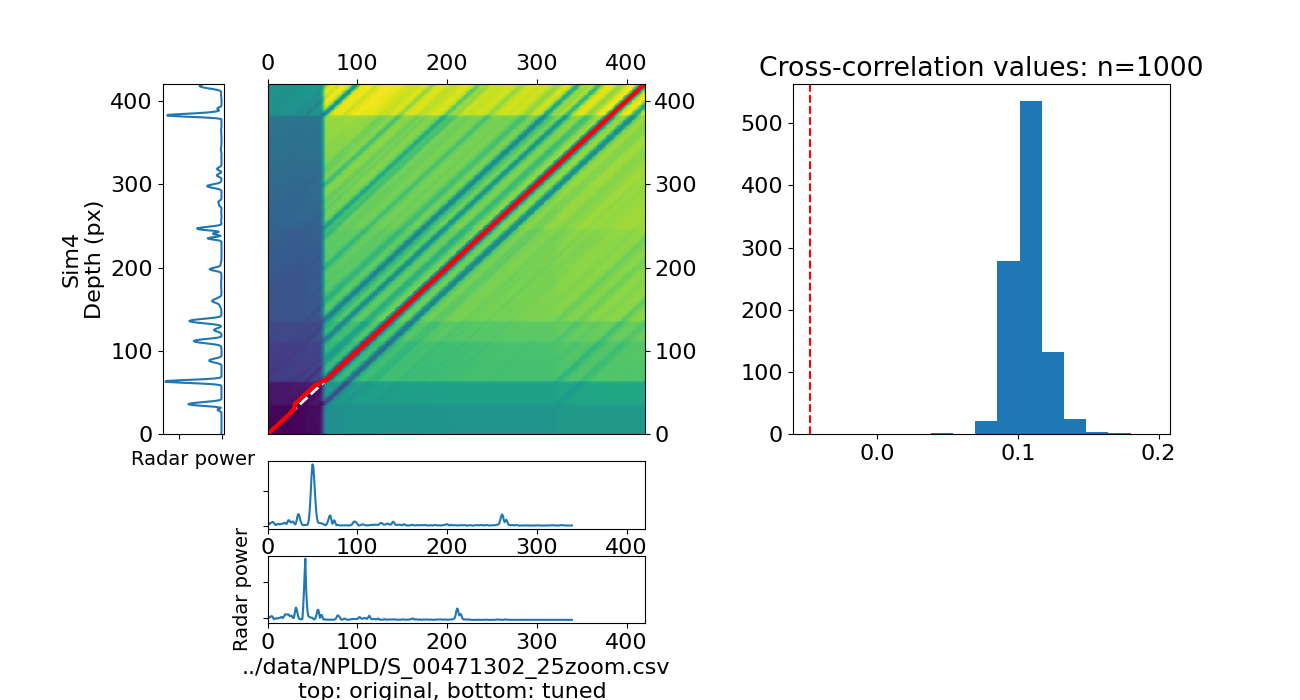 Cross-correlation values: n=1000
0 100 200 300 400
400
300
200
100
0
Sim4
Depth (px)
Radar power
400
300
200
100
0
500
400
300
200
100
0
0.0 0.1 0.2
0 100 200 300 400
Radar power
0 100 200 300 400
../data/NPLD/S_00471302_25zoom.csv
top: original, bottom: tuned